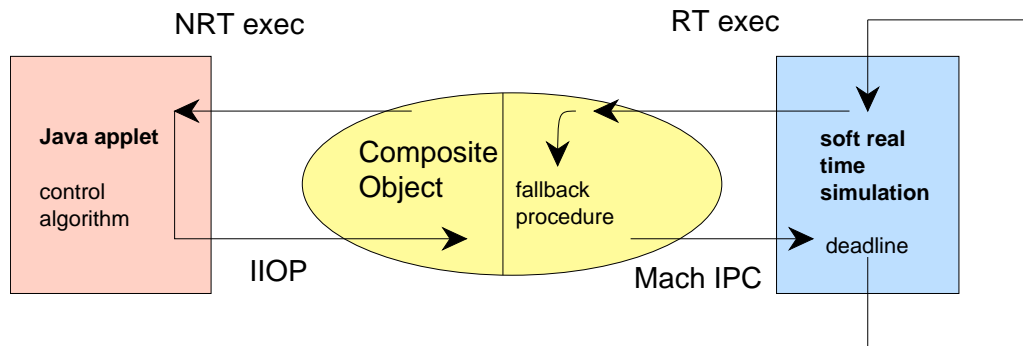 NRT exec
RT exec
Java applet
control
algorithm
Composite
Object
fallback
procedure
soft real
time
simulation
deadline
IIOP
Mach IPC